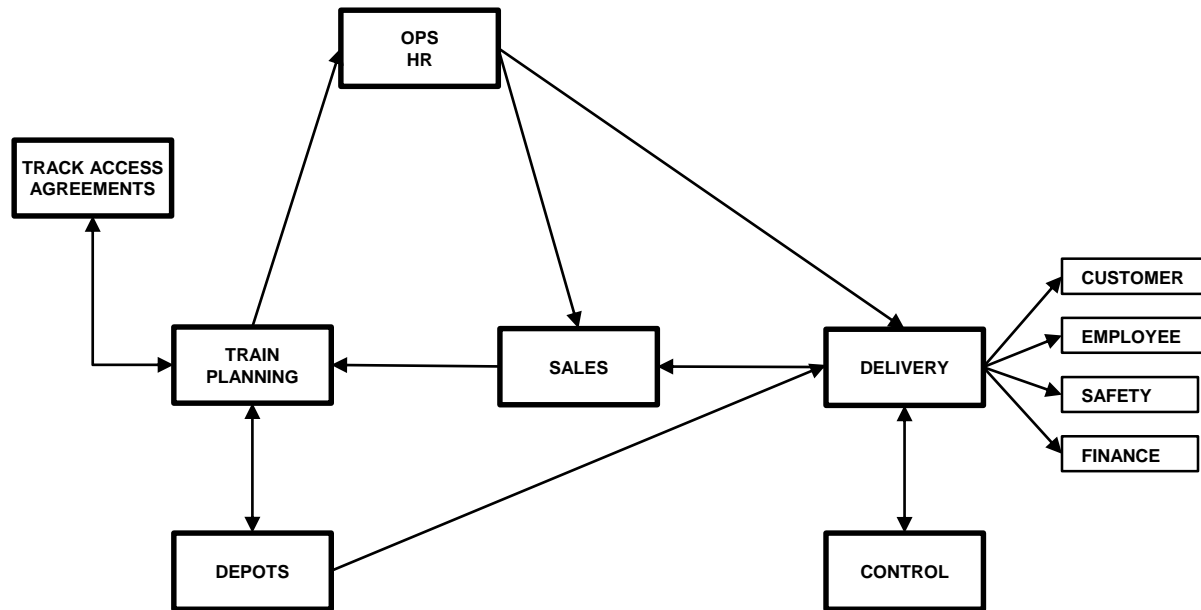 OPS
HR
TRACK ACCESS
AGREEMENTS
TRAIN
PLANNING
SALES
DELIVERY
CUSTOMER
EMPLOYEE
SAFETY
FINANCE
DEPOTS
CONTROL